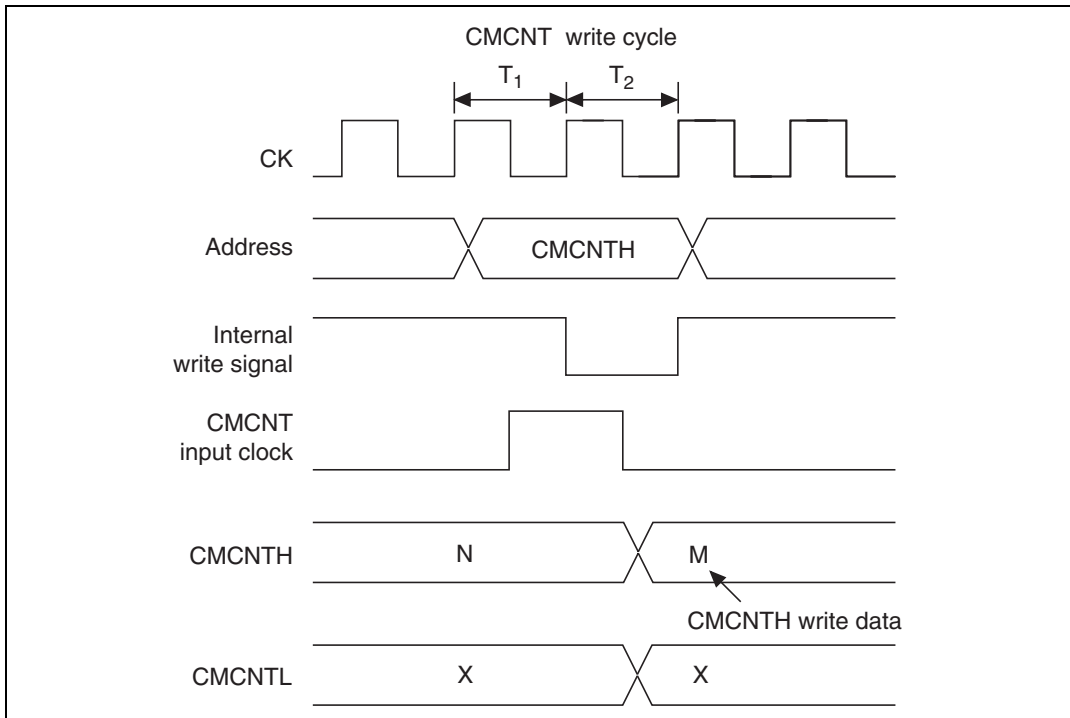 CMCNT write cycle
T1 T2
CK
Address CMCNTH
Internal
write signal
CMCNT
input clock
CMCNTH N M
CMCNTH write data
CMCNTL X X